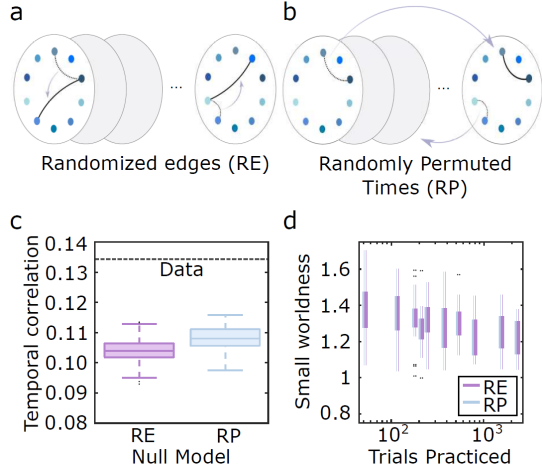 a
b
...
...
Randomized edges (RE)
Randomly Permuted
Times (RP)
c
d
Temporal correlation
0.14
0.13
0.12
0.11
0.10
0.09
0.08
Data
RE
RP
Null Model
Small worldness
1.6
1.4
1.2
1
0.8
RE
RP
10²
10³
Trials Practiced